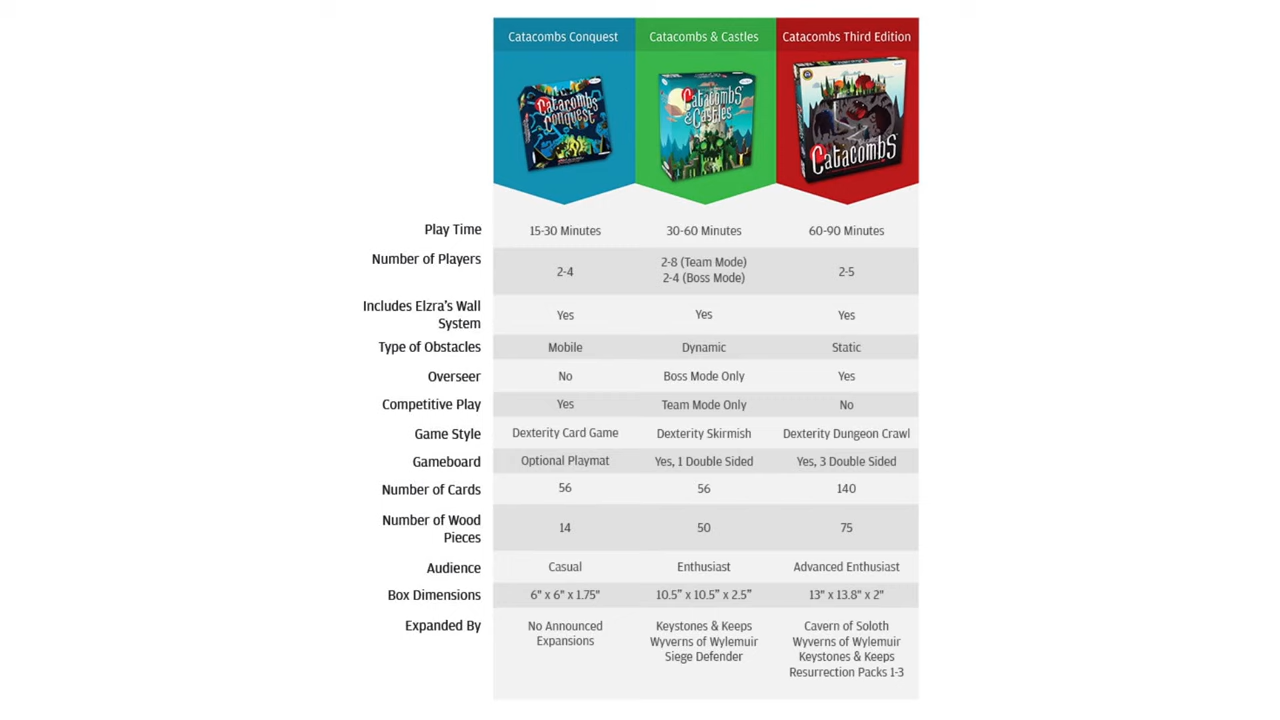 Catacombs Conquest Catacombs & Castles Catacombs Third Edition
Catacombs Conquest
Catacombs & Castles
Catacombs
Play Time 15-30 Minutes 30-60 Minutes 60-90 Minutes
Number of Players 2-4 2-8 (Team Mode) 2-4 (Boss Mode) 2-5
Includes Elzra's Wall System Yes Yes Yes
Type of Obstacles Mobile Dynamic Static
Overseer No Boss Mode Only Yes
Competitive Play Yes Team Mode Only No
Game Style Dexterity Card Game Dexterity Skirmish Dexterity Dungeon Crawl
Gameboard Optional Playmat Yes, 1 Double Sided Yes, 3 Double Sided
Number of Cards 56 56 140
Number of Wood Pieces 14 50 75
Audience Casual Enthusiast Advanced Enthusiast
Box Dimensions 6" x 6" x 1.75" 10.5” x 10.5” x 2.5” 13" x 13.8" x 2"
Expanded By No Announced Keystones & Keeps Cavern of Soloth
Expansions Wyverns of Wylemuir Wyverns of Wylemuir
Siege Defender Keystones & Keeps
Resurrection Packs 1-3